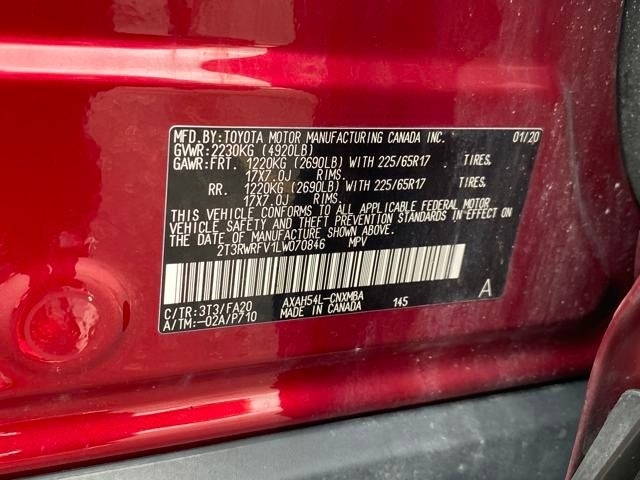 MFD.BY:TOYOTA MOTOR MANUFACTURING CANADA INC. 01/20
GVWR:2230KG (4920LB)
GAWR:FRT. 1220KG (2690LB) WITH 225/65R17 TIRES.
17X7.0J RIMS.
RR. 1220KG (2690LB) WITH 225/65R17 TIRES.
17X7.0J RIMS.
THIS VEHICLE CONFORMS TO ALL APPLICABLE FEDERAL MOTOR
VEHICLE SAFETY AND THEFT PREVENTION STANDARDS IN EFFECT
ON THE DATE OF MANUFACTURE SHOWN ABOVE.
2T3RWRFV1LW070846 MPV
C/TR:3T3/FA20 AXAH54L-CNXMBA 145 A
A/TM:-02A/P710 MADE IN CANADA